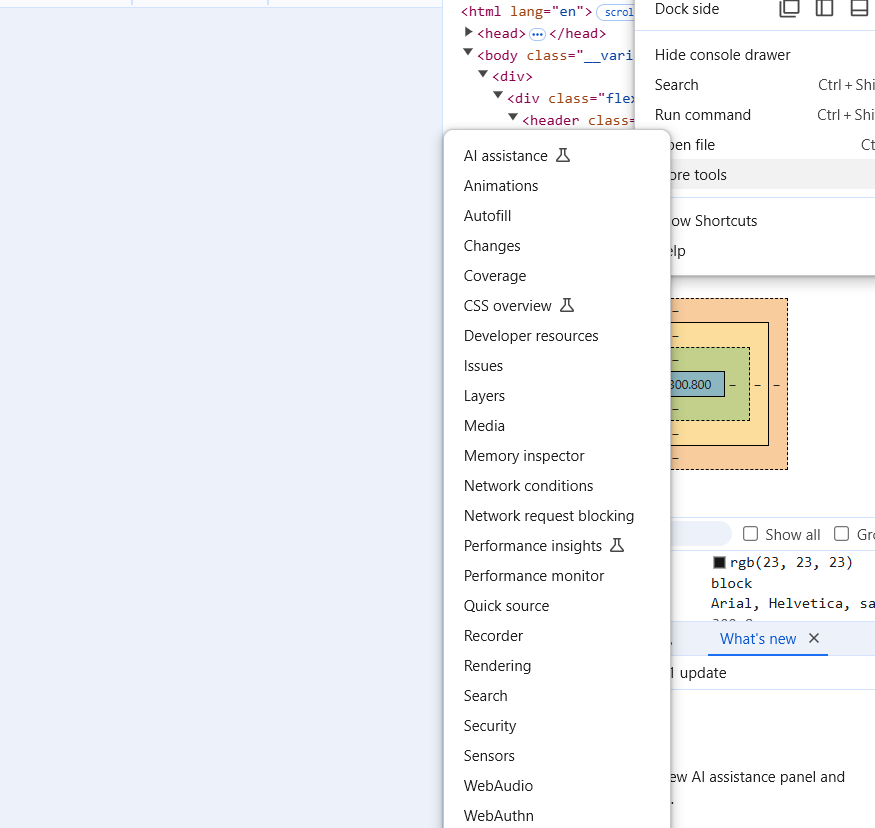 <html lang="en"> scrol
<head> ••• </head>
<body class="__vari
<div>
<div class="flex
<header class=
Dock side
Hide console drawer
Search Ctrl + Shi
Run command Ctrl + Shi
pen file Ct
ore tools
ow Shortcuts
elp
AI assistance
Animations
Autofill
Changes
Coverage
CSS overview
Developer resources
Issues
Layers
Media
Memory inspector
Network conditions
Network request blocking
Performance insights
Performance monitor
Quick source
Recorder
Rendering
Search
Security
Sensors
WebAudio
WebAuthn
300.800
Show all Gro
rgb(23, 23, 23)
block
Arial, Helvetica, sa
What's new
1 update
ew AI assistance panel and